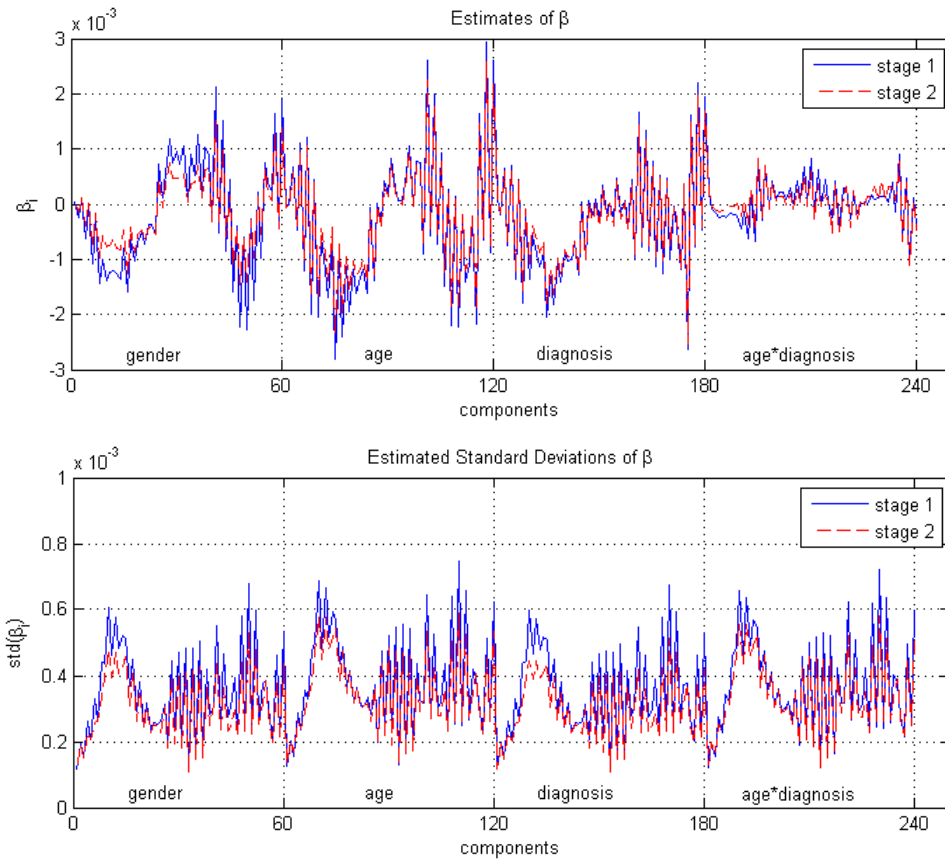 x 10⁻³
Estimates of β
3
2
1
0
-1
-2
-3
βᵢ
stage 1
stage 2
gender
age
diagnosis
age*diagnosis
0
60
120
180
240
components
x 10⁻³
Estimated Standard Deviations of β
1
0.8
0.6
0.4
0.2
0
std(βᵢ)
stage 1
stage 2
gender
age
diagnosis
age*diagnosis
0
60
120
180
240
components